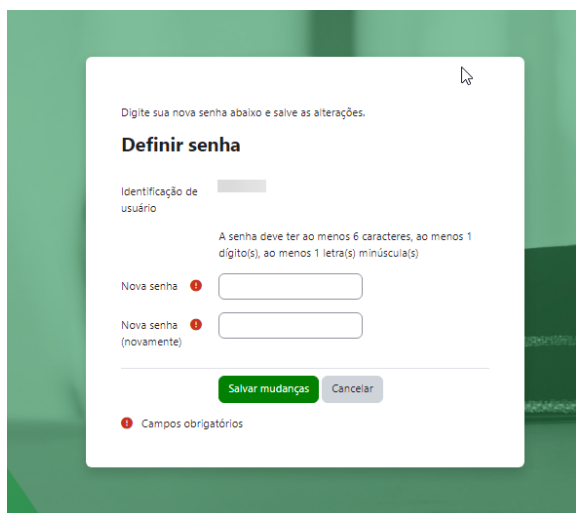 Digite sua nova senha abaixo e salve as alterações.
Definir senha
Identificação de
usuário
A senha deve ter ao menos 6 caracteres, ao menos 1
dígito(s), ao menos 1 letra(s) minúscula(s)
Nova senha
Nova senha
(novamente)
Salvar mudanças Cancelar
Campos obrigatórios